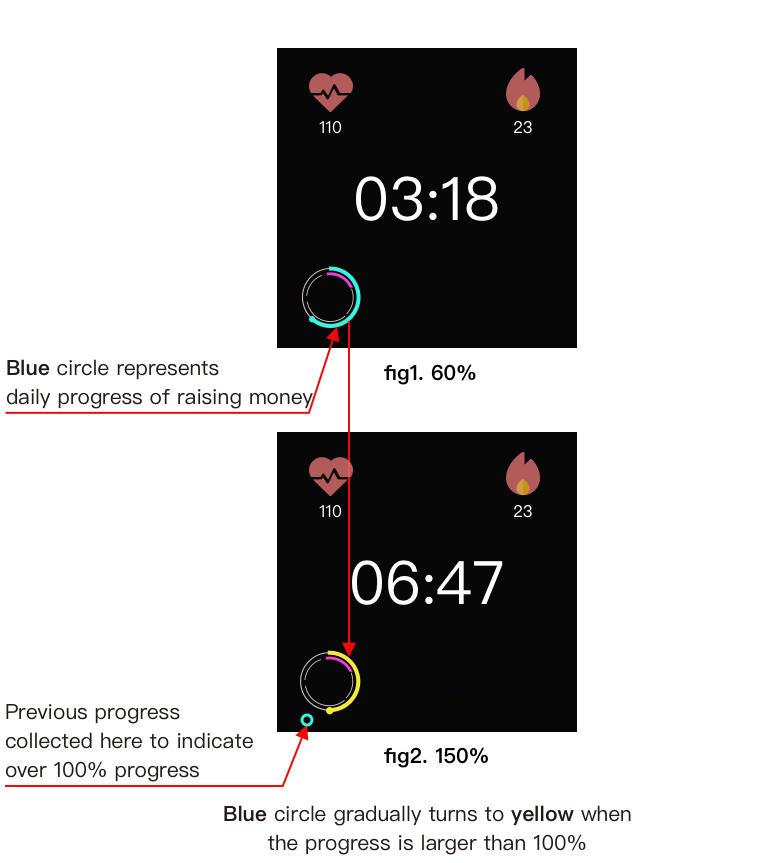 110
23
03:18
Blue circle represents
daily progress of raising money
fig1. 60%
110
23
06:47
Previous progress
collected here to indicate
over 100% progress
fig2. 150%
Blue circle gradually turns to yellow when
the progress is larger than 100%